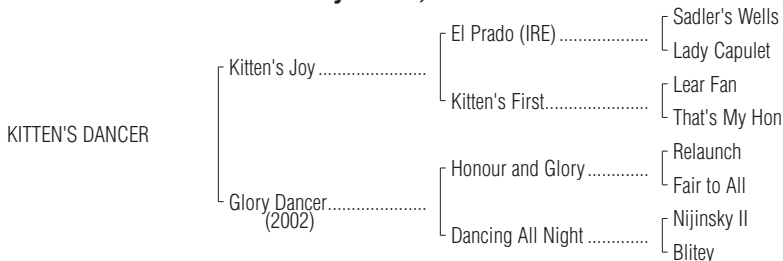 Sadler's Wells
El Prado (IRE) ....................
Lady Capulet
Kitten's Joy ........................
Lear Fan
Kitten's First.......................
That's My Hon
KITTEN'S DANCER
Relaunch
Honour and Glory .............
Fair to All
Glory Dancer......................
(2002)
Nijinsky II
Dancing All Night .............
Blitey